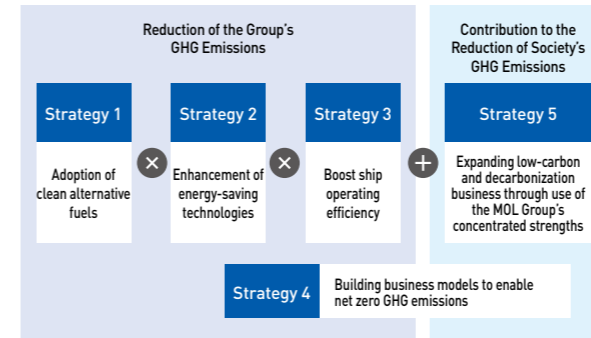 Reduction of the Group's
GHG Emissions
Contribution to the
Reduction of Society's
GHG Emissions
Strategy 1
Adoption of
clean alternative
fuels
×
Strategy 2
Enhancement of
energy-saving
technologies
×
Strategy 3
Boost ship
operating
efficiency
+
Strategy 5
Expanding low-carbon
and decarbonization
business through use of
the MOL Group's
concentrated strengths
Strategy 4
Building business models to enable
net zero GHG emissions